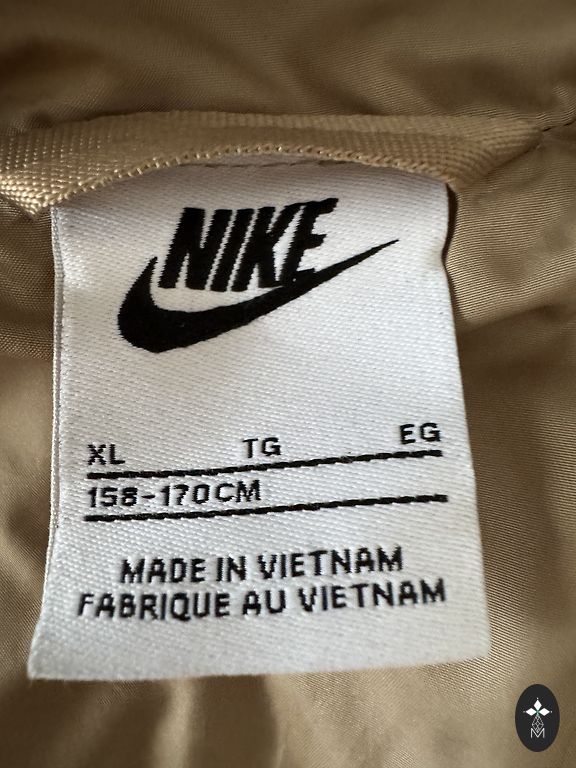 NIKE
XL TG EG
158-170CM
MADE IN VIETNAM
FABRIQUE AU VIETNAM
M